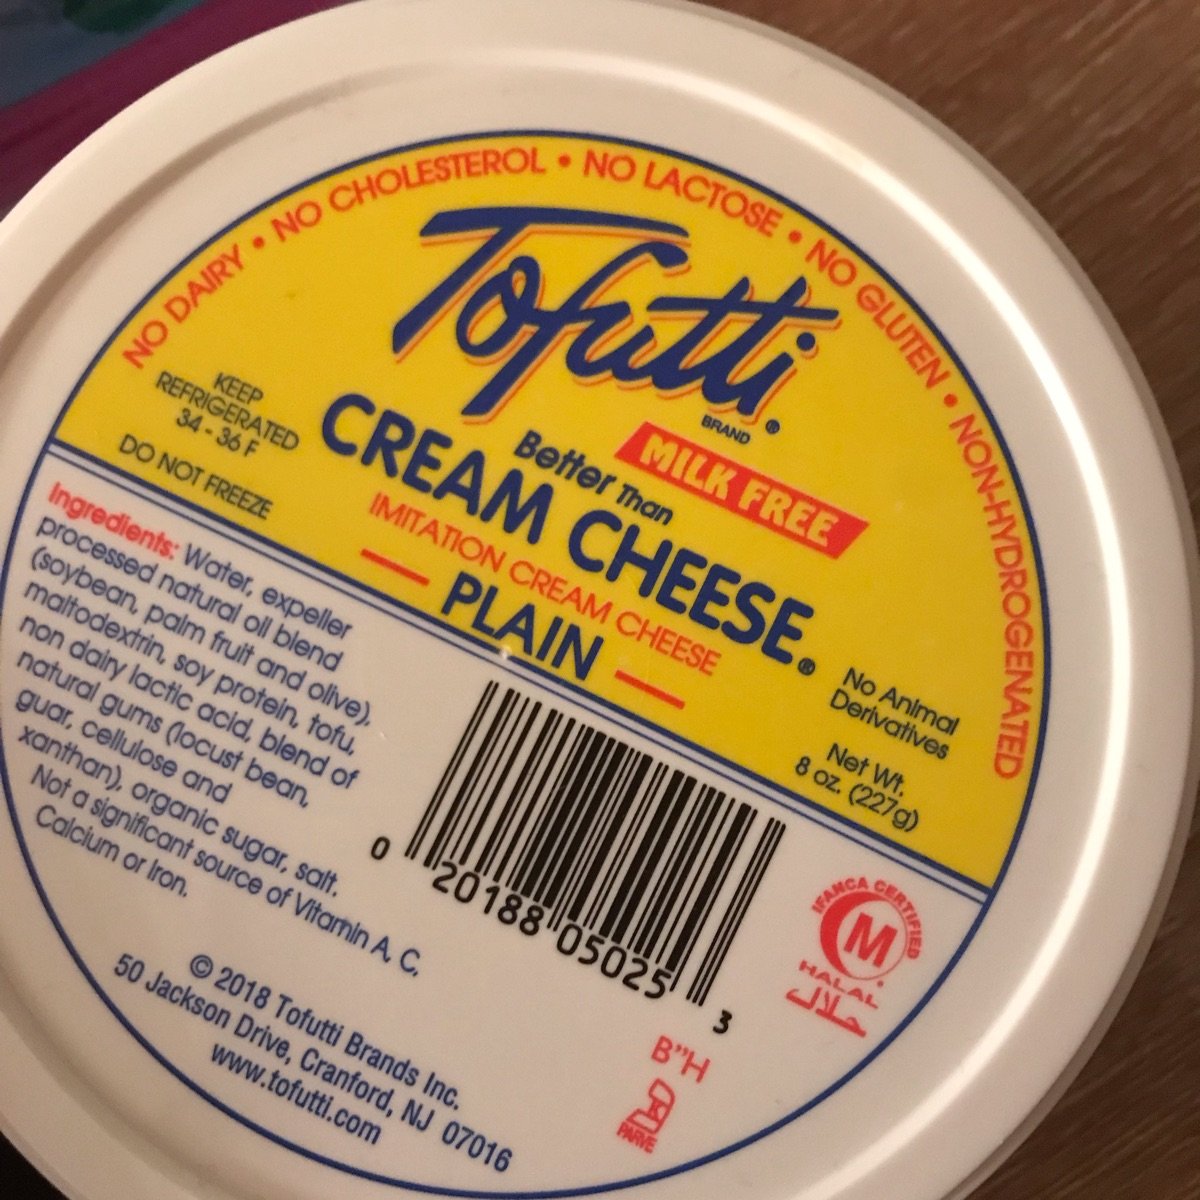 NO DAIRY • NO CHOLESTEROL • NO LACTOSE • NO GLUTEN • NON-HYDROGENATED
Tofutti®
BRAND
KEEP
REFRIGERATED
34 - 36 F
DO NOT FREEZE
MILK FREE
Better Than
CREAM CHEESE®
IMITATION CREAM CHEESE
PLAIN
No Animal
Derivatives
Net Wt.
8 oz. (227g)
Ingredients: Water, expeller
processed natural oil blend
(soybean, palm fruit and olive),
maltodextrin, soy protein, tofu,
non dairy lactic acid, blend of
natural gums (locust bean,
guar, cellulose and
xanthan), organic sugar, salt.
Not a significant source of Vitamin A, C,
Calcium or Iron.
0 20188 05025 3
IFANCA CERTIFIED
M
HALAL
حلال
B"H
PARVE
© 2018 Tofutti Brands Inc.
50 Jackson Drive, Cranford, NJ 07016
www.tofutti.com